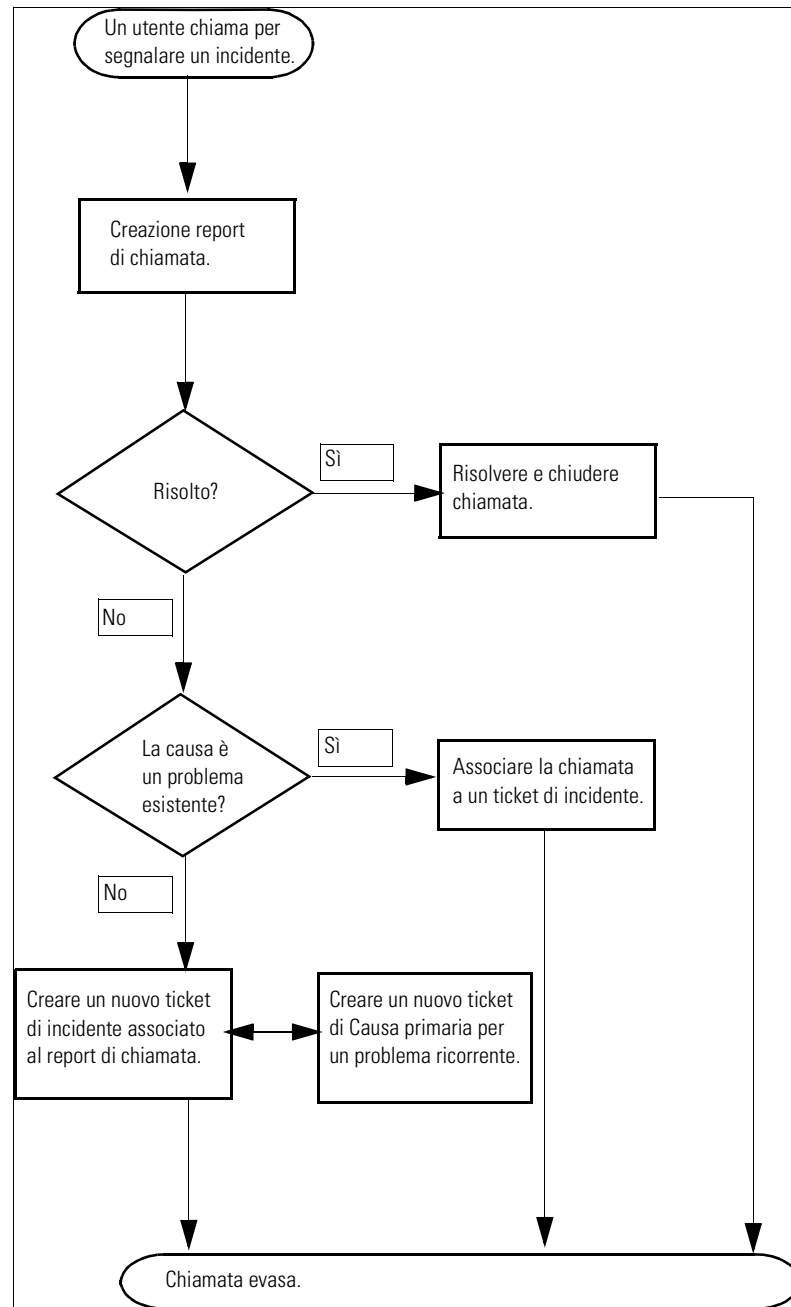 Un utente chiama per
segnalare un incidente.
Creazione report
di chiamata.
Risolto?
Sì
Risolvere e chiudere
chiamata.
No
La causa è
un problema
esistente?
Sì
Associare la chiamata
a un ticket di incidente.
No
Creare un nuovo ticket
di incidente associato
al report di chiamata.
Creare un nuovo ticket
di Causa primaria per
un problema ricorrente.
Chiamata evasa.